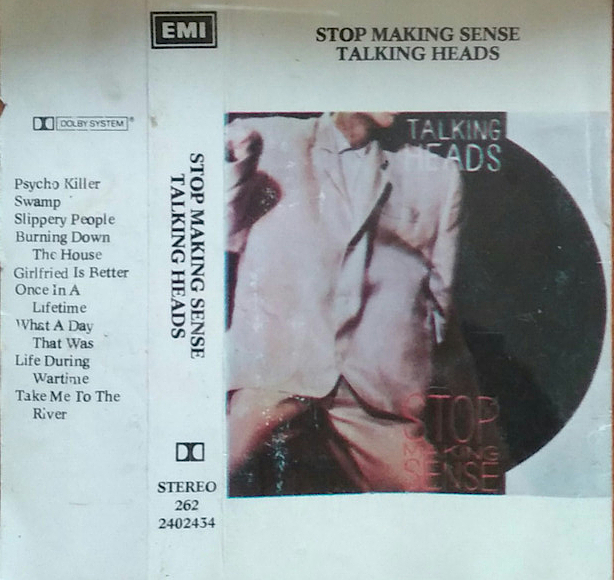 DOLBY SYSTEM
Psycho Killer
Swamp
Slippery People
Burning Down
The House
Girlfried Is Better
Once In A
Lifetime
What A Day
That Was
Life During
Wartime
Take Me To The
River
EMI
STOP MAKING SENSE
TALKING HEADS
STEREO
262
2402434
STOP MAKING SENSE
TALKING HEADS
TALKING
HEADS
STOP
MAKING
SENSE